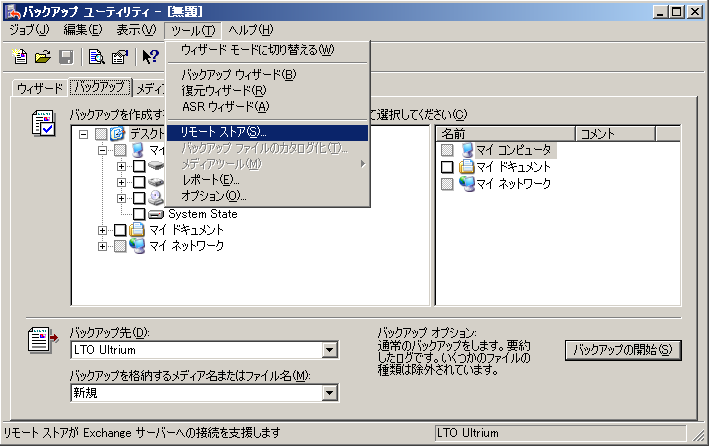 バックアップ ユーティリティ - [無題]
ジョブ(J) 編集(E) 表示(V) ツール(T) ヘルプ(H)
ウィザード モードに切り替える(W)
バックアップ ウィザード(B)
復元ウィザード(R)
ASR ウィザード(A)
リモート ストア(S)...
バックアップ ファイルのカタログ化(T)...
メディアツール(M)
レポート(E)...
オプション(O)...
ウィザード バックアップ メディア
バックアップを作成す て選択してください(C)
デスクト
マイ
System State
マイ ドキュメント
マイ ネットワーク
名前 コメント
マイ コンピュータ
マイ ドキュメント
マイ ネットワーク
バックアップ先(D):
LTO Ultrium
バックアップを格納するメディア名またはファイル名(M):
新規
バックアップ オプション:
通常のバックアップをします。要約
したログです。いくつかのファイルの
種類は除外されています。
バックアップの開始(S)
リモート ストアが Exchange サーバーへの接続を支援します LTO Ultrium